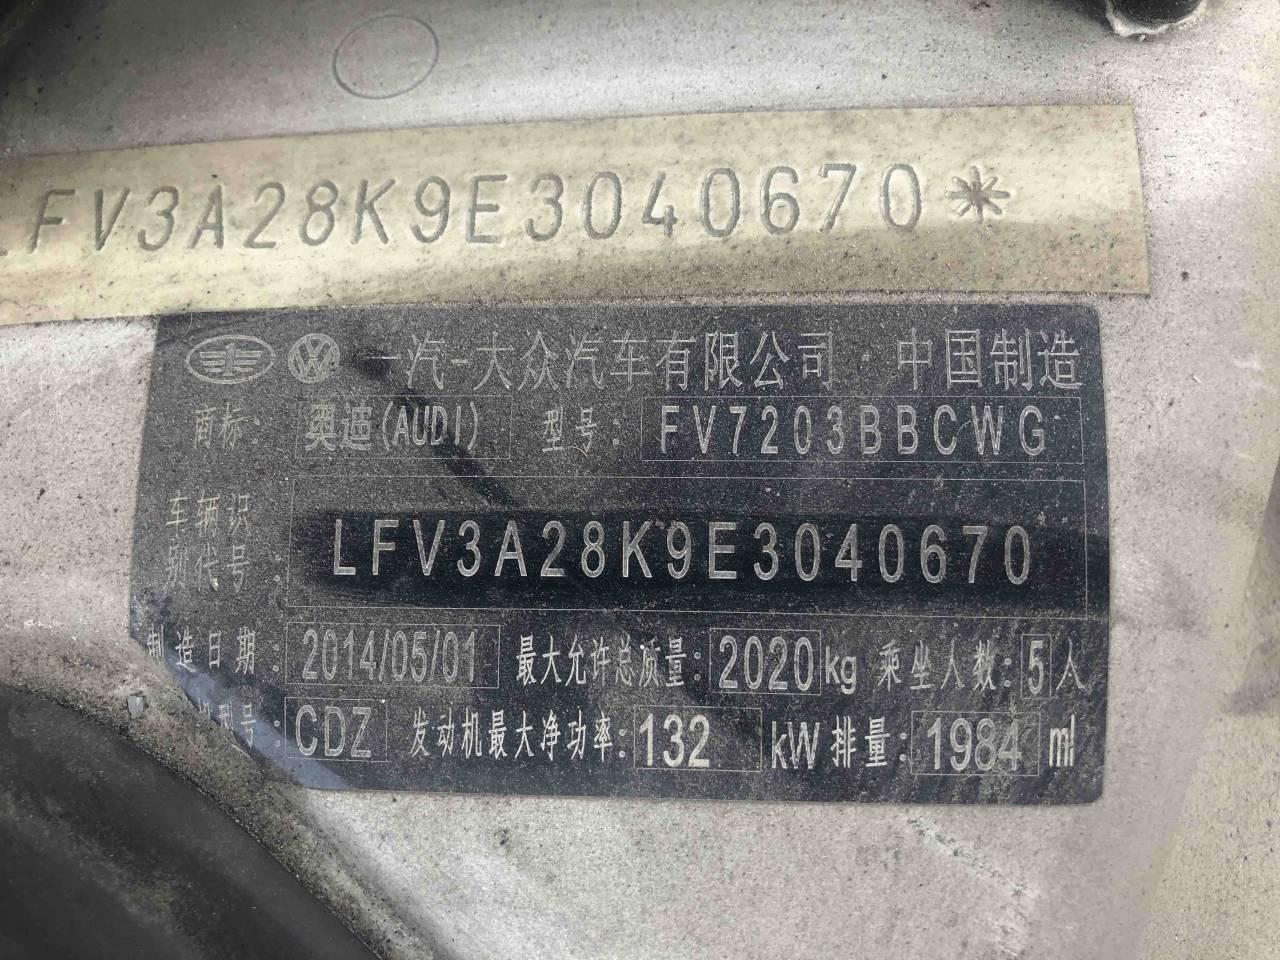 LFV3A28K9E3040670*
一汽-大众汽车有限公司·中国制造
商标: 奥迪(AUDI) 型号: FV7203BBCWG
车辆识别代号: LFV3A28K9E3040670
制造日期: 2014/05/01 最大允许总质量: 2020kg 乘坐人数: 5人
型号: CDZ 发动机最大净功率: 132 kW 排量: 1984 ml